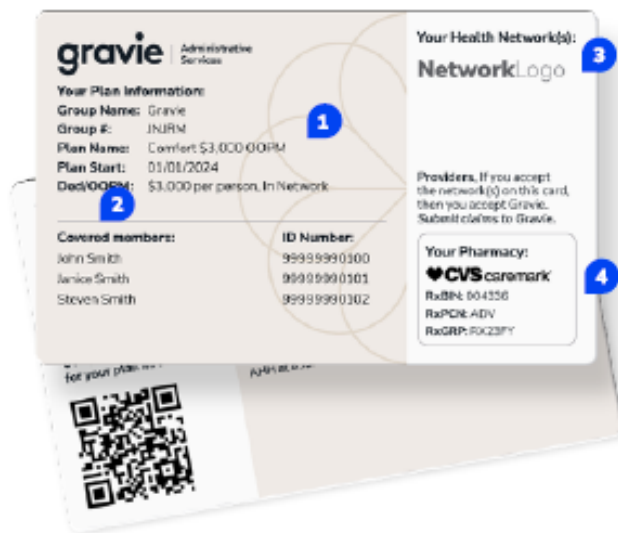 gravie Administrative Services
Your Plan Information:
Group Name: Gravie
Group #: JNJRM
Plan Name: Comfort $3,000 OOPM
Plan Start: 01/01/2024
Ded/OOPM: $3,000 per person, In Network
1
2
Covered members: ID Number:
John Smith 99999990100
Janice Smith 99999990101
Steven Smith 99999990102
Your Health Network(s):
3
NetworkLogo
Providers, If you accept
the network(s) on this card,
then you accept Gravie.
Submit claims to Gravie.
Your Pharmacy:
CVS caremark
4
RxBIN: 004336
RxPCN: ADV
RxGRP: RX23FY
for your plan